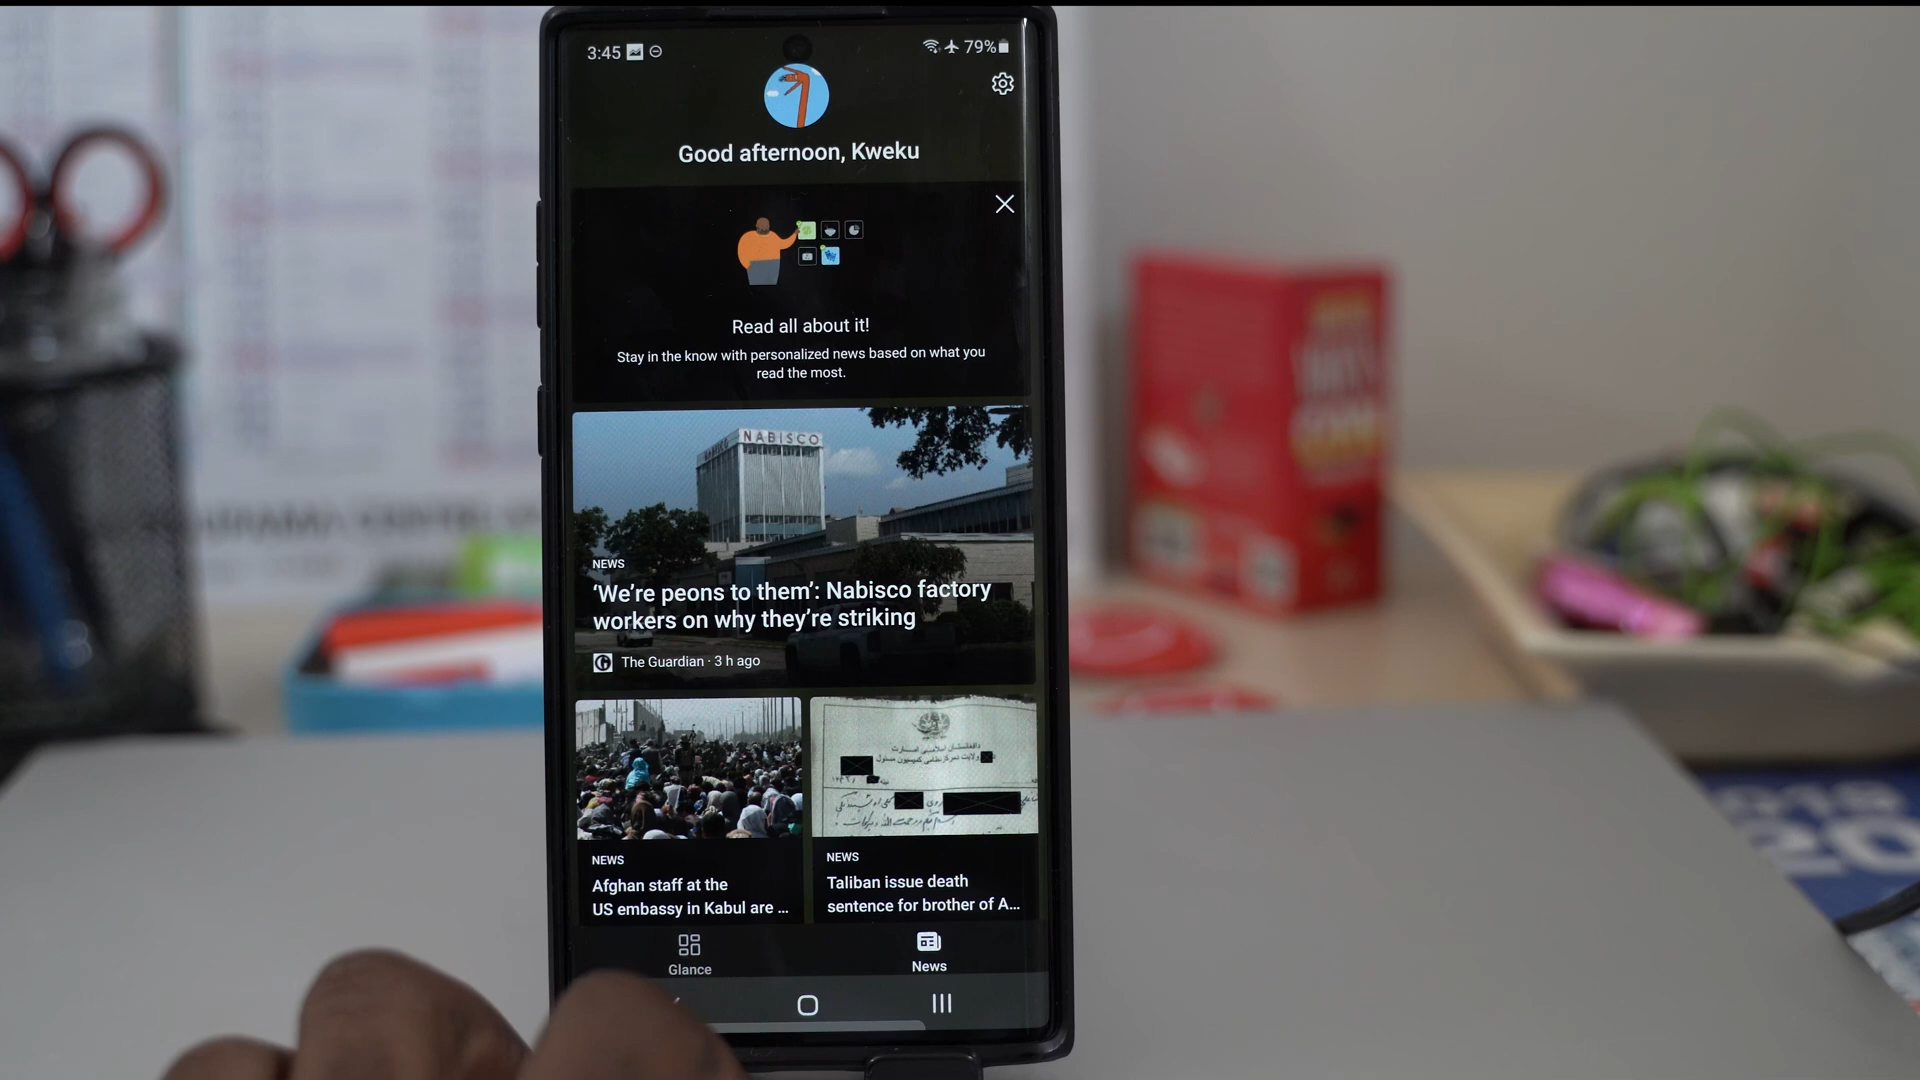 3:45
79%
Good afternoon, Kweku
Read all about it!
Stay in the know with personalized news based on what you
read the most.
NABISCO
NEWS
‘We’re peons to them’: Nabisco factory
workers on why they’re striking
The Guardian · 3 h ago
NEWS
Afghan staff at the
US embassy in Kabul are ...
دافغانستان اسلامی امارت
NEWS
Taliban issue death
sentence for brother of A...
Glance
News